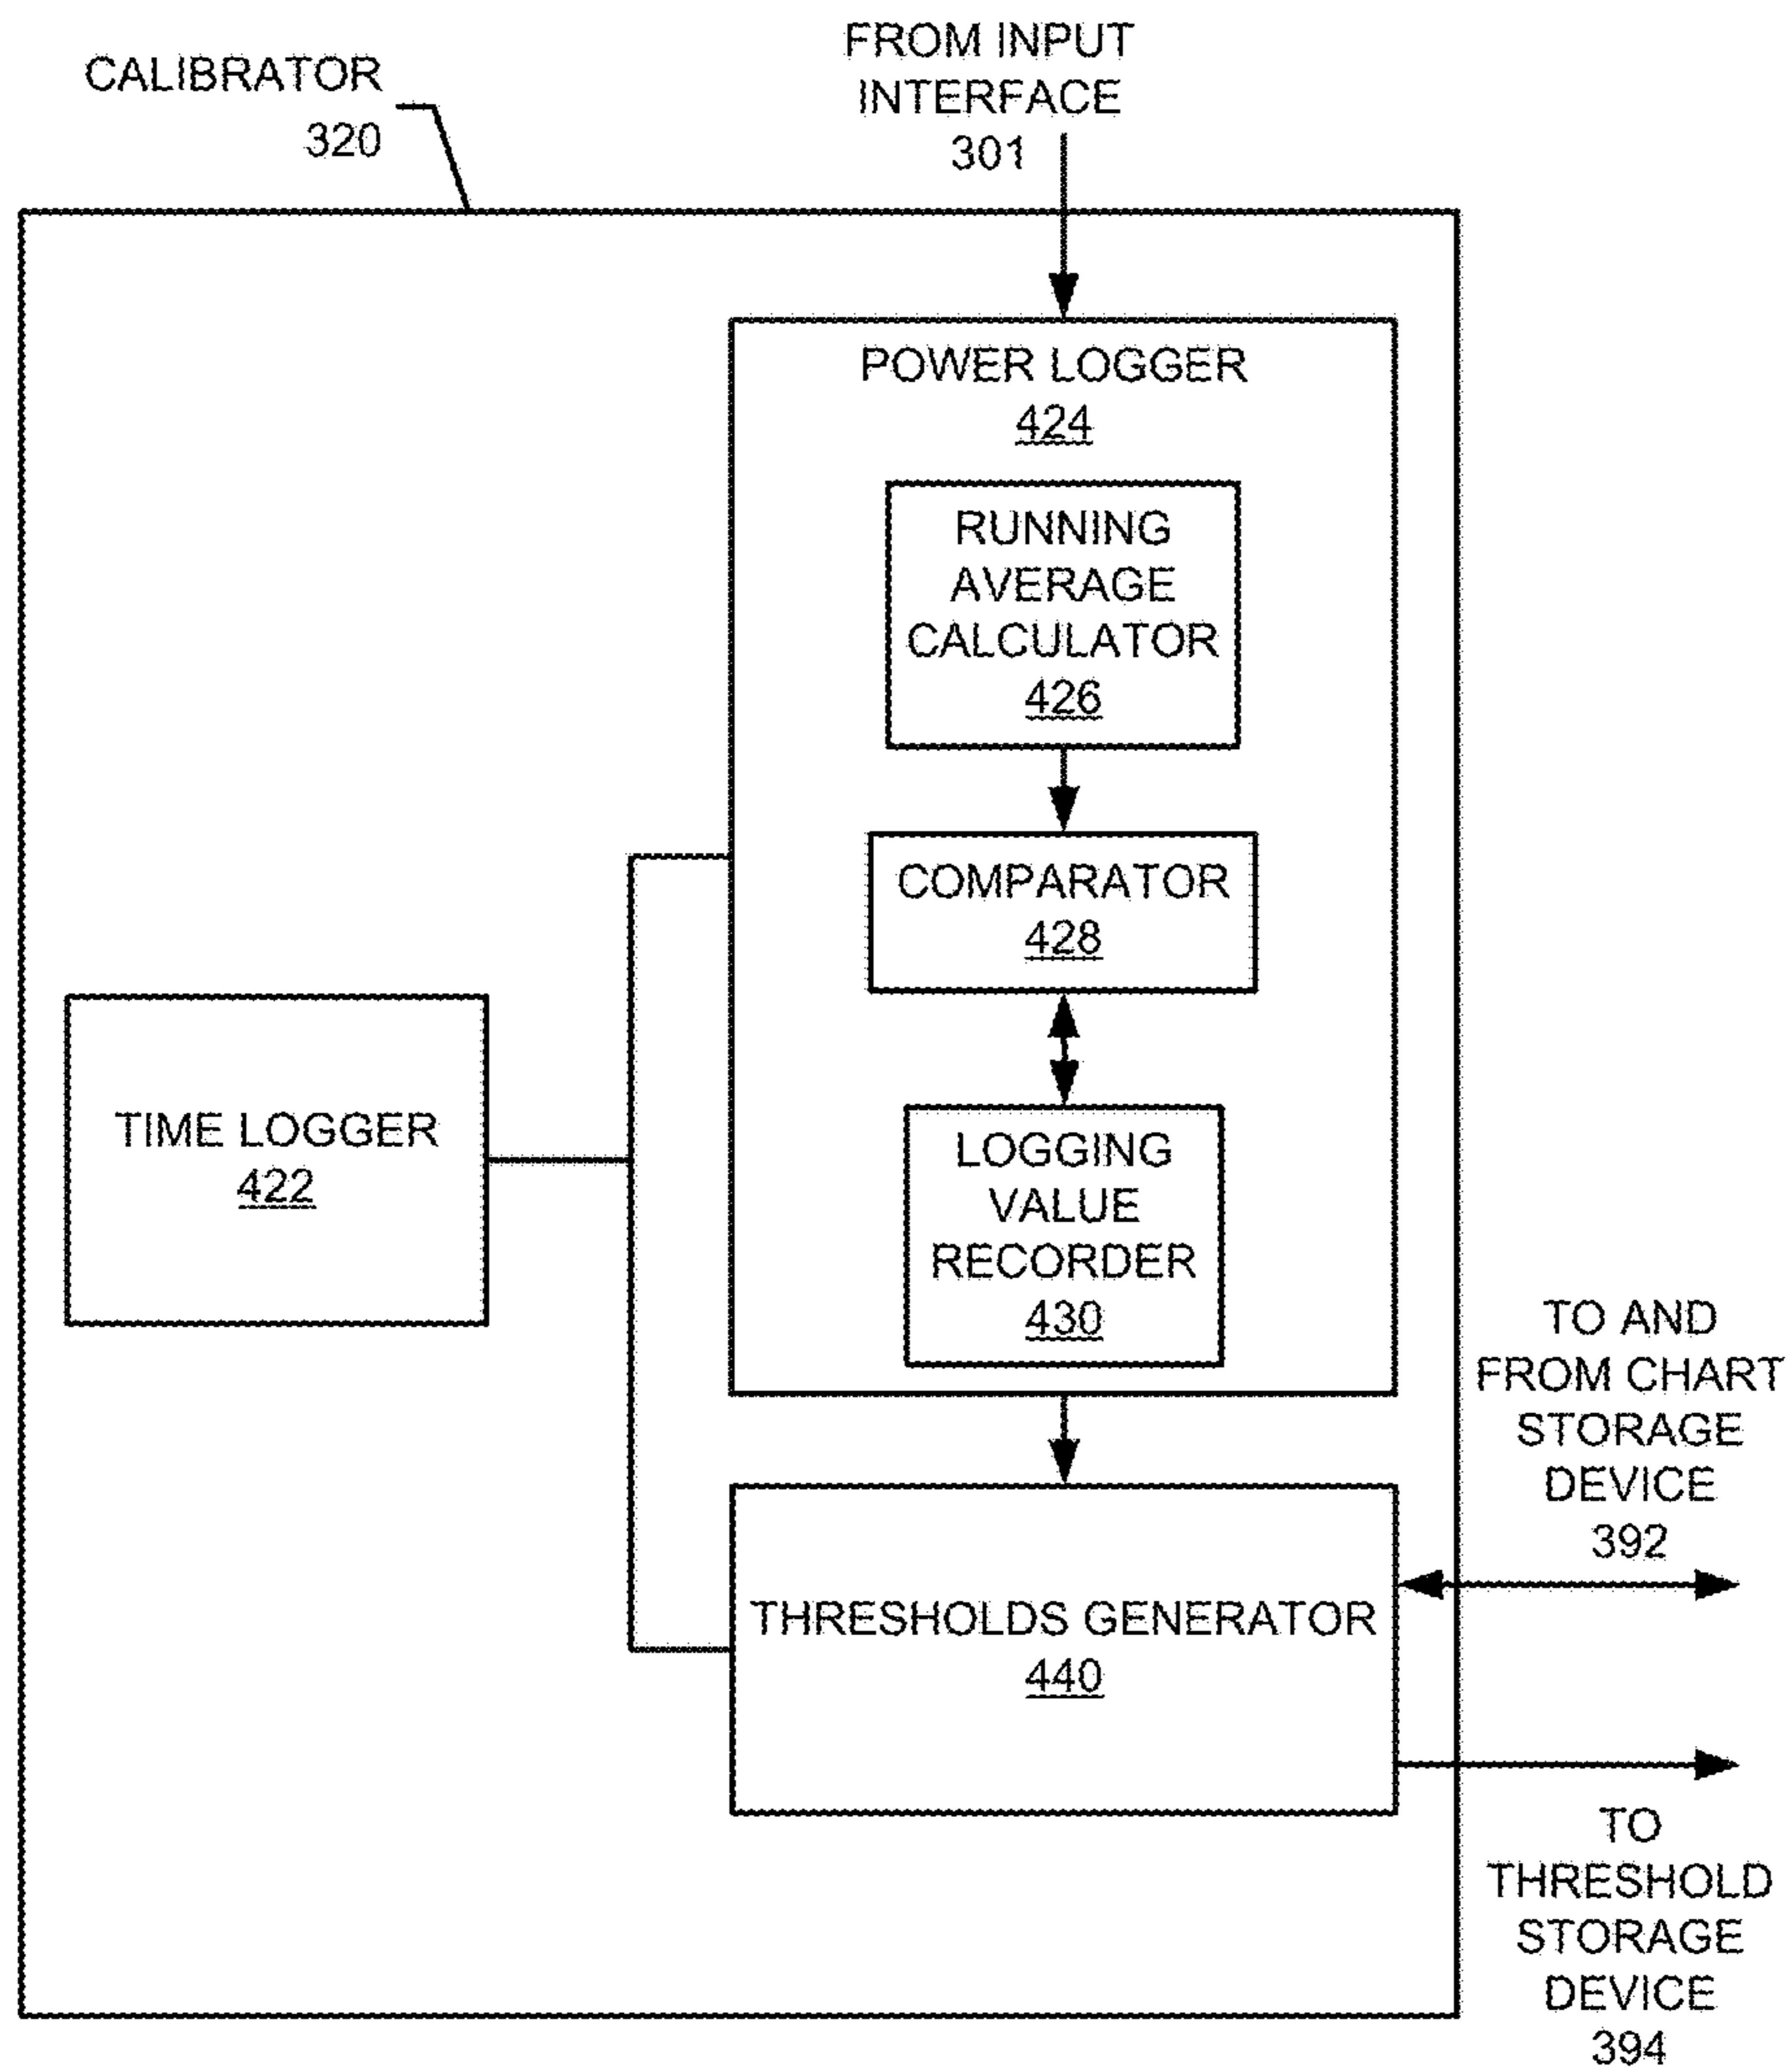 CALIBRATOR
320
FROM INPUT
INTERFACE
301
POWER LOGGER
424
RUNNING
AVERAGE
CALCULATOR
426
COMPARATOR
428
TIME LOGGER
422
LOGGING
VALUE
RECORDER
430
TO AND
FROM CHART
STORAGE
DEVICE
392
THRESHOLDS GENERATOR
440
TO
THRESHOLD
STORAGE
DEVICE
394